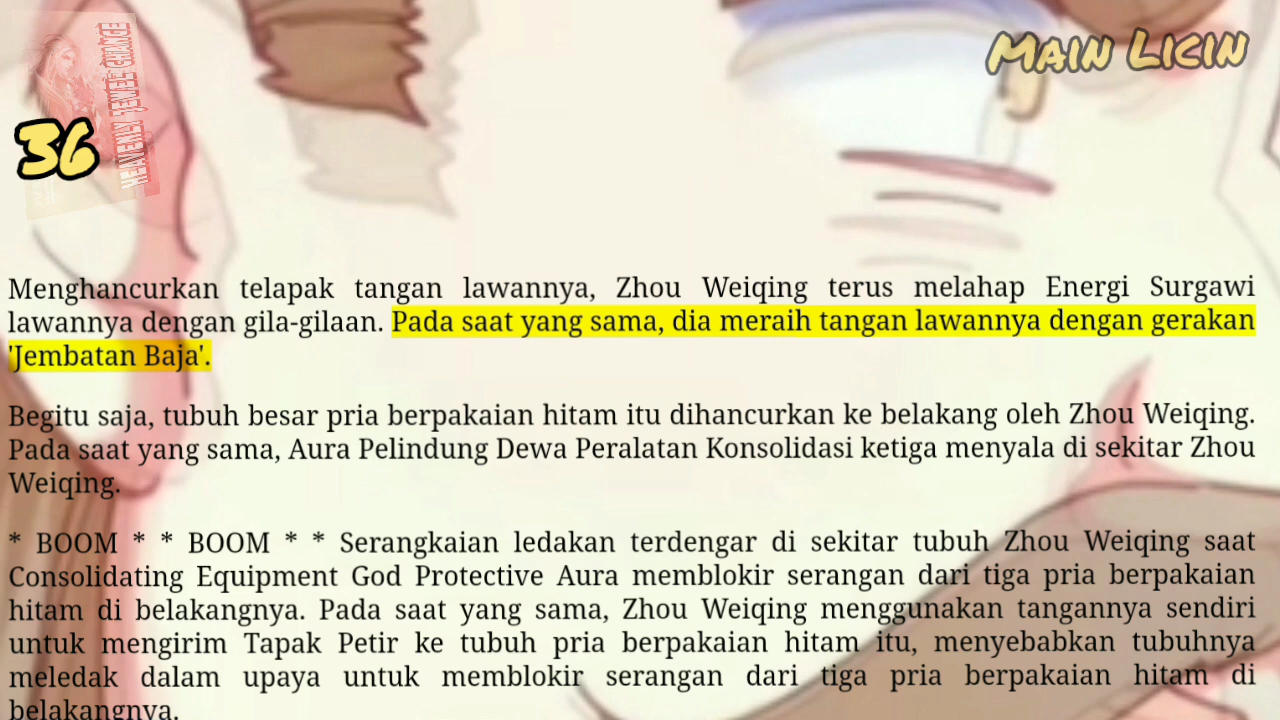 Main Licin
HEAVENLY JEWEL CHANGE
36
Menghancurkan telapak tangan lawannya, Zhou Weiqing terus melahap Energi Surgawi
lawannya dengan gila-gilaan. Pada saat yang sama, dia meraih tangan lawannya dengan gerakan
'Jembatan Baja'.
Begitu saja, tubuh besar pria berpakaian hitam itu dihancurkan ke belakang oleh Zhou Weiqing.
Pada saat yang sama, Aura Pelindung Dewa Peralatan Konsolidasi ketiga menyala di sekitar Zhou
Weiqing.
* BOOM * * BOOM * * Serangkaian ledakan terdengar di sekitar tubuh Zhou Weiqing saat
Consolidating Equipment God Protective Aura memblokir serangan dari tiga pria berpakaian
hitam di belakangnya. Pada saat yang sama, Zhou Weiqing menggunakan tangannya sendiri
untuk mengirim Tapak Petir ke tubuh pria berpakaian hitam itu, menyebabkan tubuhnya
meledak dalam upaya untuk memblokir serangan dari tiga pria berpakaian hitam di
belakangnya.